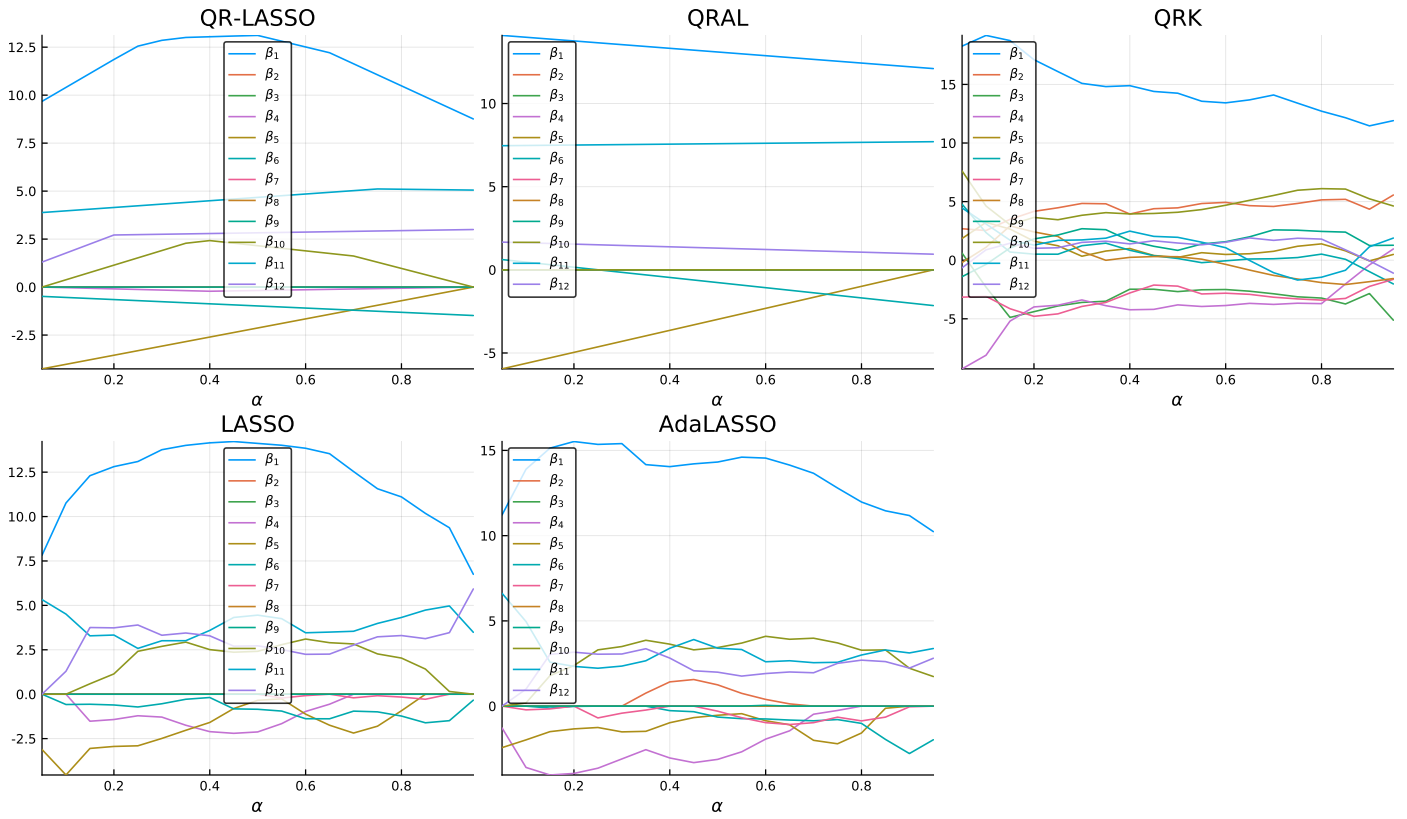 QR-LASSO
12.5
10.0
7.5
5.0
2.5
0.0
-2.5
β₁
β₂
β₃
β₄
β₅
β₆
β₇
β₈
β₉
β₁₀
β₁₁
β₁₂
0.2 0.4 0.6 0.8
α
QRAL
10
5
0
-5
β₁
β₂
β₃
β₄
β₅
β₆
β₇
β₈
β₉
β₁₀
β₁₁
β₁₂
0.2 0.4 0.6 0.8
α
QRK
15
10
5
0
-5
β₁
β₂
β₃
β₄
β₅
β₆
β₇
β₈
β₉
β₁₀
β₁₁
β₁₂
0.2 0.4 0.6 0.8
α
LASSO
12.5
10.0
7.5
5.0
2.5
0.0
-2.5
β₁
β₂
β₃
β₄
β₅
β₆
β₇
β₈
β₉
β₁₀
β₁₁
β₁₂
0.2 0.4 0.6 0.8
α
AdaLASSO
15
10
5
0
β₁
β₂
β₃
β₄
β₅
β₆
β₇
β₈
β₉
β₁₀
β₁₁
β₁₂
0.2 0.4 0.6 0.8
α